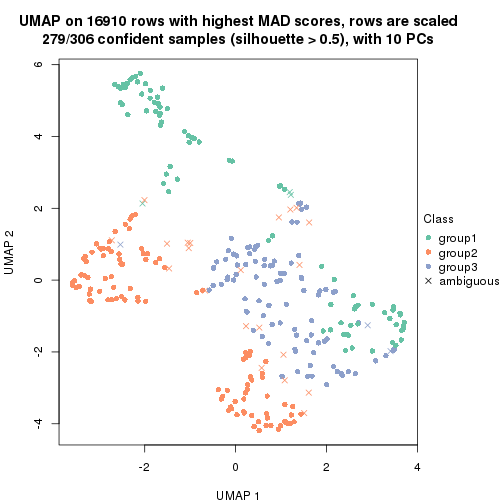 UMAP on 16910 rows with highest MAD scores, rows are scaled
279/306 confident samples (silhouette > 0.5), with 10 PCs
6
4
2
0
-2
-4
UMAP 2
-2
0
2
4
UMAP 1
Class
group1
group2
group3
ambiguous